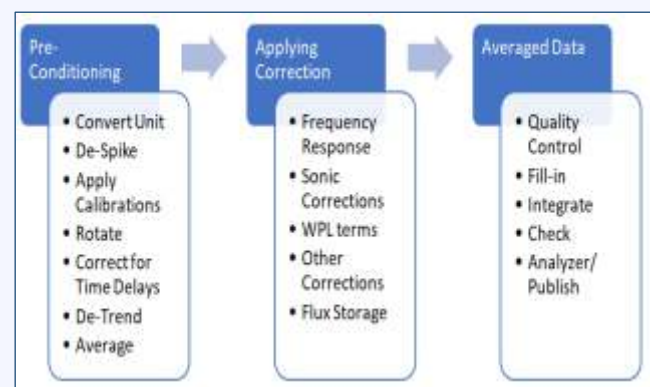 Pre-
Conditioning
• Convert Unit
• De-Spike
• Apply
Calibrations
• Rotate
• Correct for
Time Delays
• De-Trend
• Average
Applying
Correction
• Frequency
Response
• Sonic
Corrections
• WPL terms
• Other
Corrections
• Flux Storage
Averaged Data
• Quality
Control
• Fill-in
• Integrate
• Check
• Analyzer/
Publish